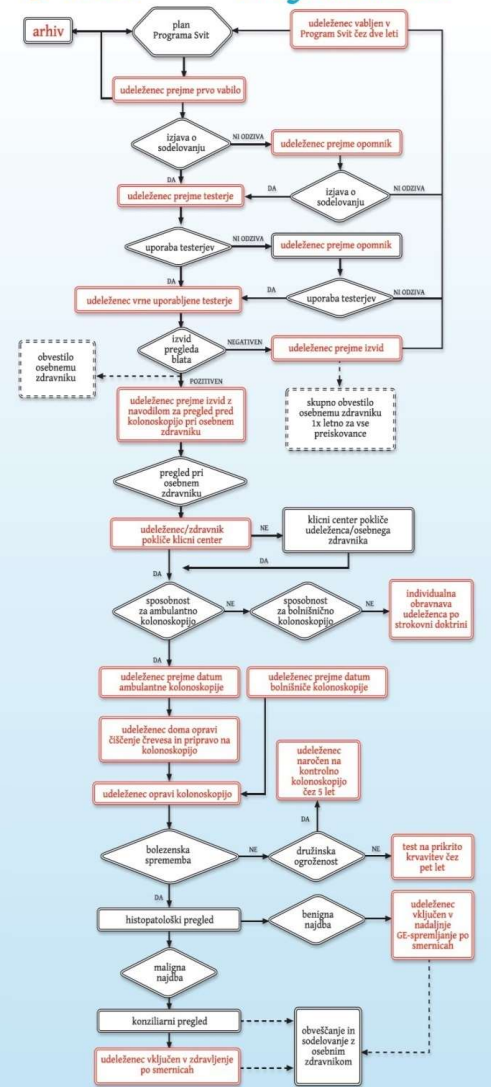 arhiv
plan
Programa Svit
udeleženec vabljen v
Program Svit čez dve leti
udeleženec prejme prvo vabilo
izjava o
sodelovanju
NI ODZIVA
udeleženec prejme opomnik
DA
udeleženec prejme testerje
DA
izjava o
sodelovanju
NI ODZIVA
uporaba testerjev
NI ODZIVA
udeleženec prejme opomnik
DA
udeleženec vrne uporabljene testerje
DA
uporaba testerjev
NI ODZIVA
izvid
pregleda
blata
NEGATIVEN
udeleženec prejme izvid
obvestilo
osebnemu
zdravniku
POZITIVEN
udeleženec prejme izvid z
navodilom za pregled pred
kolonoskopijo pri osebnem
zdravniku
skupno obvestilo
osebnemu zdravniku
1x letno za vse
preiskovance
pregled pri
osebnem
zdravniku
udeleženec/zdravnik
pokliče klicni center
NE
klicni center pokliče
udeleženca/osebnega
zdravnika
DA
DA
sposobnost
za ambulantno
kolonoskopijo
NE
sposobnost
za bolnišnično
kolonoskopijo
NE
individualna
obravnava
udeleženca po
strokovni doktrini
DA
udeleženec prejme datum
ambulantne kolonoskopije
udeleženec prejme datum
bolnišniče kolonoskopije
udeleženec doma opravi
čiščenje črevesa in pripravo na
kolonoskopijo
udeleženec
naročen na
kontrolno
kolonoskopijo
čez 5 let
udeleženec opravi kolonoskopijo
DA
bolezenska
sprememba
NE
družinska
ogroženost
NE
test na prikrito
krvavitev čez
pet let
DA
histopatološki pregled
benigna
najdba
udeleženec
vključen v
nadaljnje
GE-spremljanje po
smernicah
maligna
najdba
konziliarni pregled
obveščanje in
sodelovanje z
osebnim
zdravnikom
udeleženec vključen v zdravljenje
po smernicah